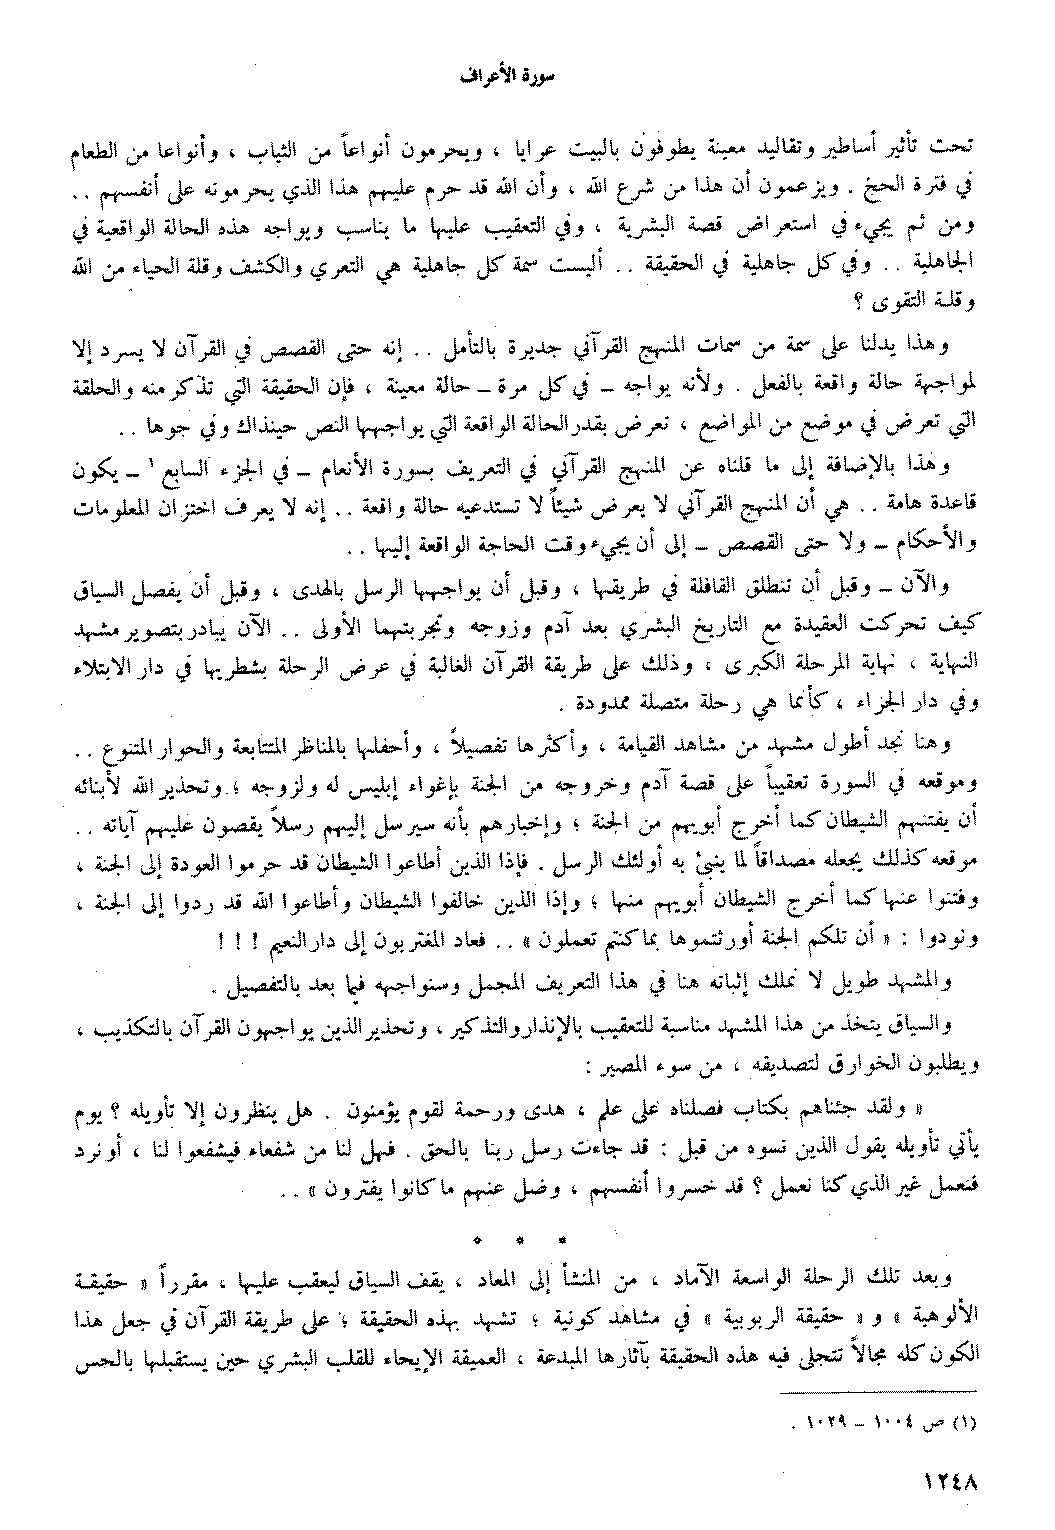 سورة الأعراف
تحت تأثير أساطير وتقاليد معينة يطوفون بالبيت عرايا ، ويحرمون أنواعاً من الثياب ، وأنواعا من الطعام
في فترة الحج . ويزعمون أن هذا من شرع الله ، وأن الله قد حرم عليهم هذا الذي يحرمونه على أنفسهم ..
ومن ثم يجيء في استعراض قصة البشرية ، وفي التعقيب عليها ما يناسب ويواجه هذه الحالة الواقعية في
الجاهلية .. وفي كل جاهلية في الحقيقة .. أليست سمة كل جاهلية هي التعري والكشف وقلة الحياء من الله
وقلة التقوى ؟
وهذا يدلنا على سمة من سمات المنهج القرآني جديرة بالتأمل .. إنه حتى القصص في القرآن لا يسرد إلا
لمواجهة حالة واقعة بالفعل . ولأنه يواجه – في كل مرة – حالة معينة ، فإن الحقيقة التي تذكر منه والحلقة
التي تعرض في موضع من المواضع ، تعرض بقدر الحالة الواقعة التي يواجهها النص حينذاك وفي جوها ..
وهذا بالإضافة إلى ما قلناه عن المنهج القرآني في التعريف بسورة الأنعام – في الجزء السابع ١ – يكون
قاعدة هامة .. هي أن المنهج القرآني لا يعرض شيئاً لا تستدعيه حالة واقعة .. إنه لا يعرف اختزان المعلومات
والأحكام – ولا حتى القصص – إلى أن يجيء وقت الحاجة الواقعة إليها ..
والآن – وقبل أن تنطلق القافلة في طريقها ، وقبل أن يواجهها الرسل بالهدى ، وقبل أن يفصل السياق
كيف تحركت العقيدة مع التاريخ البشري بعد آدم وزوجه وتجربتهما الأولى .. الآن يبادر بتصوير مشهد
النهاية ، نهاية المرحلة الكبرى ، وذلك على طريقة القرآن الغالبة في عرض الرحلة بشطريها في دار الابتلاء
وفي دار الجزاء ، كأنما هي رحلة متصلة ممدودة .
وهنا نجد أطول مشهد من مشاهد القيامة ، وأكثرها تفصيلاً ، وأحفلها بالمناظر المتتابعة والحوار المتنوع ..
وموقعه في السورة تعقيباً على قصة آدم وخروجه من الجنة بإغواء إبليس له ولزوجه ؛ وتحذير الله لأبنائه
أن يفتنهم الشيطان كما أخرج أبويهم من الجنة ؛ وإخبارهم بأنه سيرسل إليهم رسلاً يقصون عليهم آياته ..
موقعه كذلك يجعله مصداقاً لما ينبئ به أولئك الرسل . فإذا الذين أطاعوا الشيطان قد حرموا العودة إلى الجنة ،
وفتنوا عنها كما أخرج الشيطان أبويهم منها ؛ وإذا الذين خالفوا الشيطان وأطاعوا الله قد ردوا إلى الجنة ،
ونودوا : « أن تلكم الجنة أورثتموها بما كنتم تعملون » .. فعاد المغتربون إلى دار النعيم ! ! !
والمشهد طويل لا نملك إثباته هنا في هذا التعريف المجمل وسنواجهه فيما بعد بالتفصيل .
والسياق يتخذ من هذا المشهد مناسبة للتعقيب بالإنذار والتذكير ، وتحذير الذين يواجهون القرآن بالتكذيب ،
ويطلبون الخوارق لتصديقه ، من سوء المصير :
« ولقد جئناهم بكتاب فصلناه على علم ، هدى ورحمة لقوم يؤمنون . هل ينظرون إلا تأويله ؟ يوم
يأتي تأويله يقول الذين نسوه من قبل : قد جاءت رسل ربنا بالحق . فهل لنا من شفعاء فيشفعوا لنا ، أو نرد
فنعمل غير الذي كنا نعمل ؟ قد خسروا أنفسهم ، وضل عنهم ما كانوا يفترون » ..
* * *
وبعد تلك الرحلة الواسعة الآماد ، من المنشأ إلى المعاد ، يقف السياق ليعقب عليها ، مقرراً « حقيقة
الألوهية » و « حقيقة الربوبية » في مشاهد كونية ؛ تشهد بهذه الحقيقة ؛ على طريقة القرآن في جعل هذا
الكون كله مجالاً تتجلى فيه هذه الحقيقة بآثارها المبدعة ، العميقة الإيحاء للقلب البشري حين يستقبلها بالحس
(١) ص ١٠٠٤ – ١٠٢٩ .
١٢٤٨